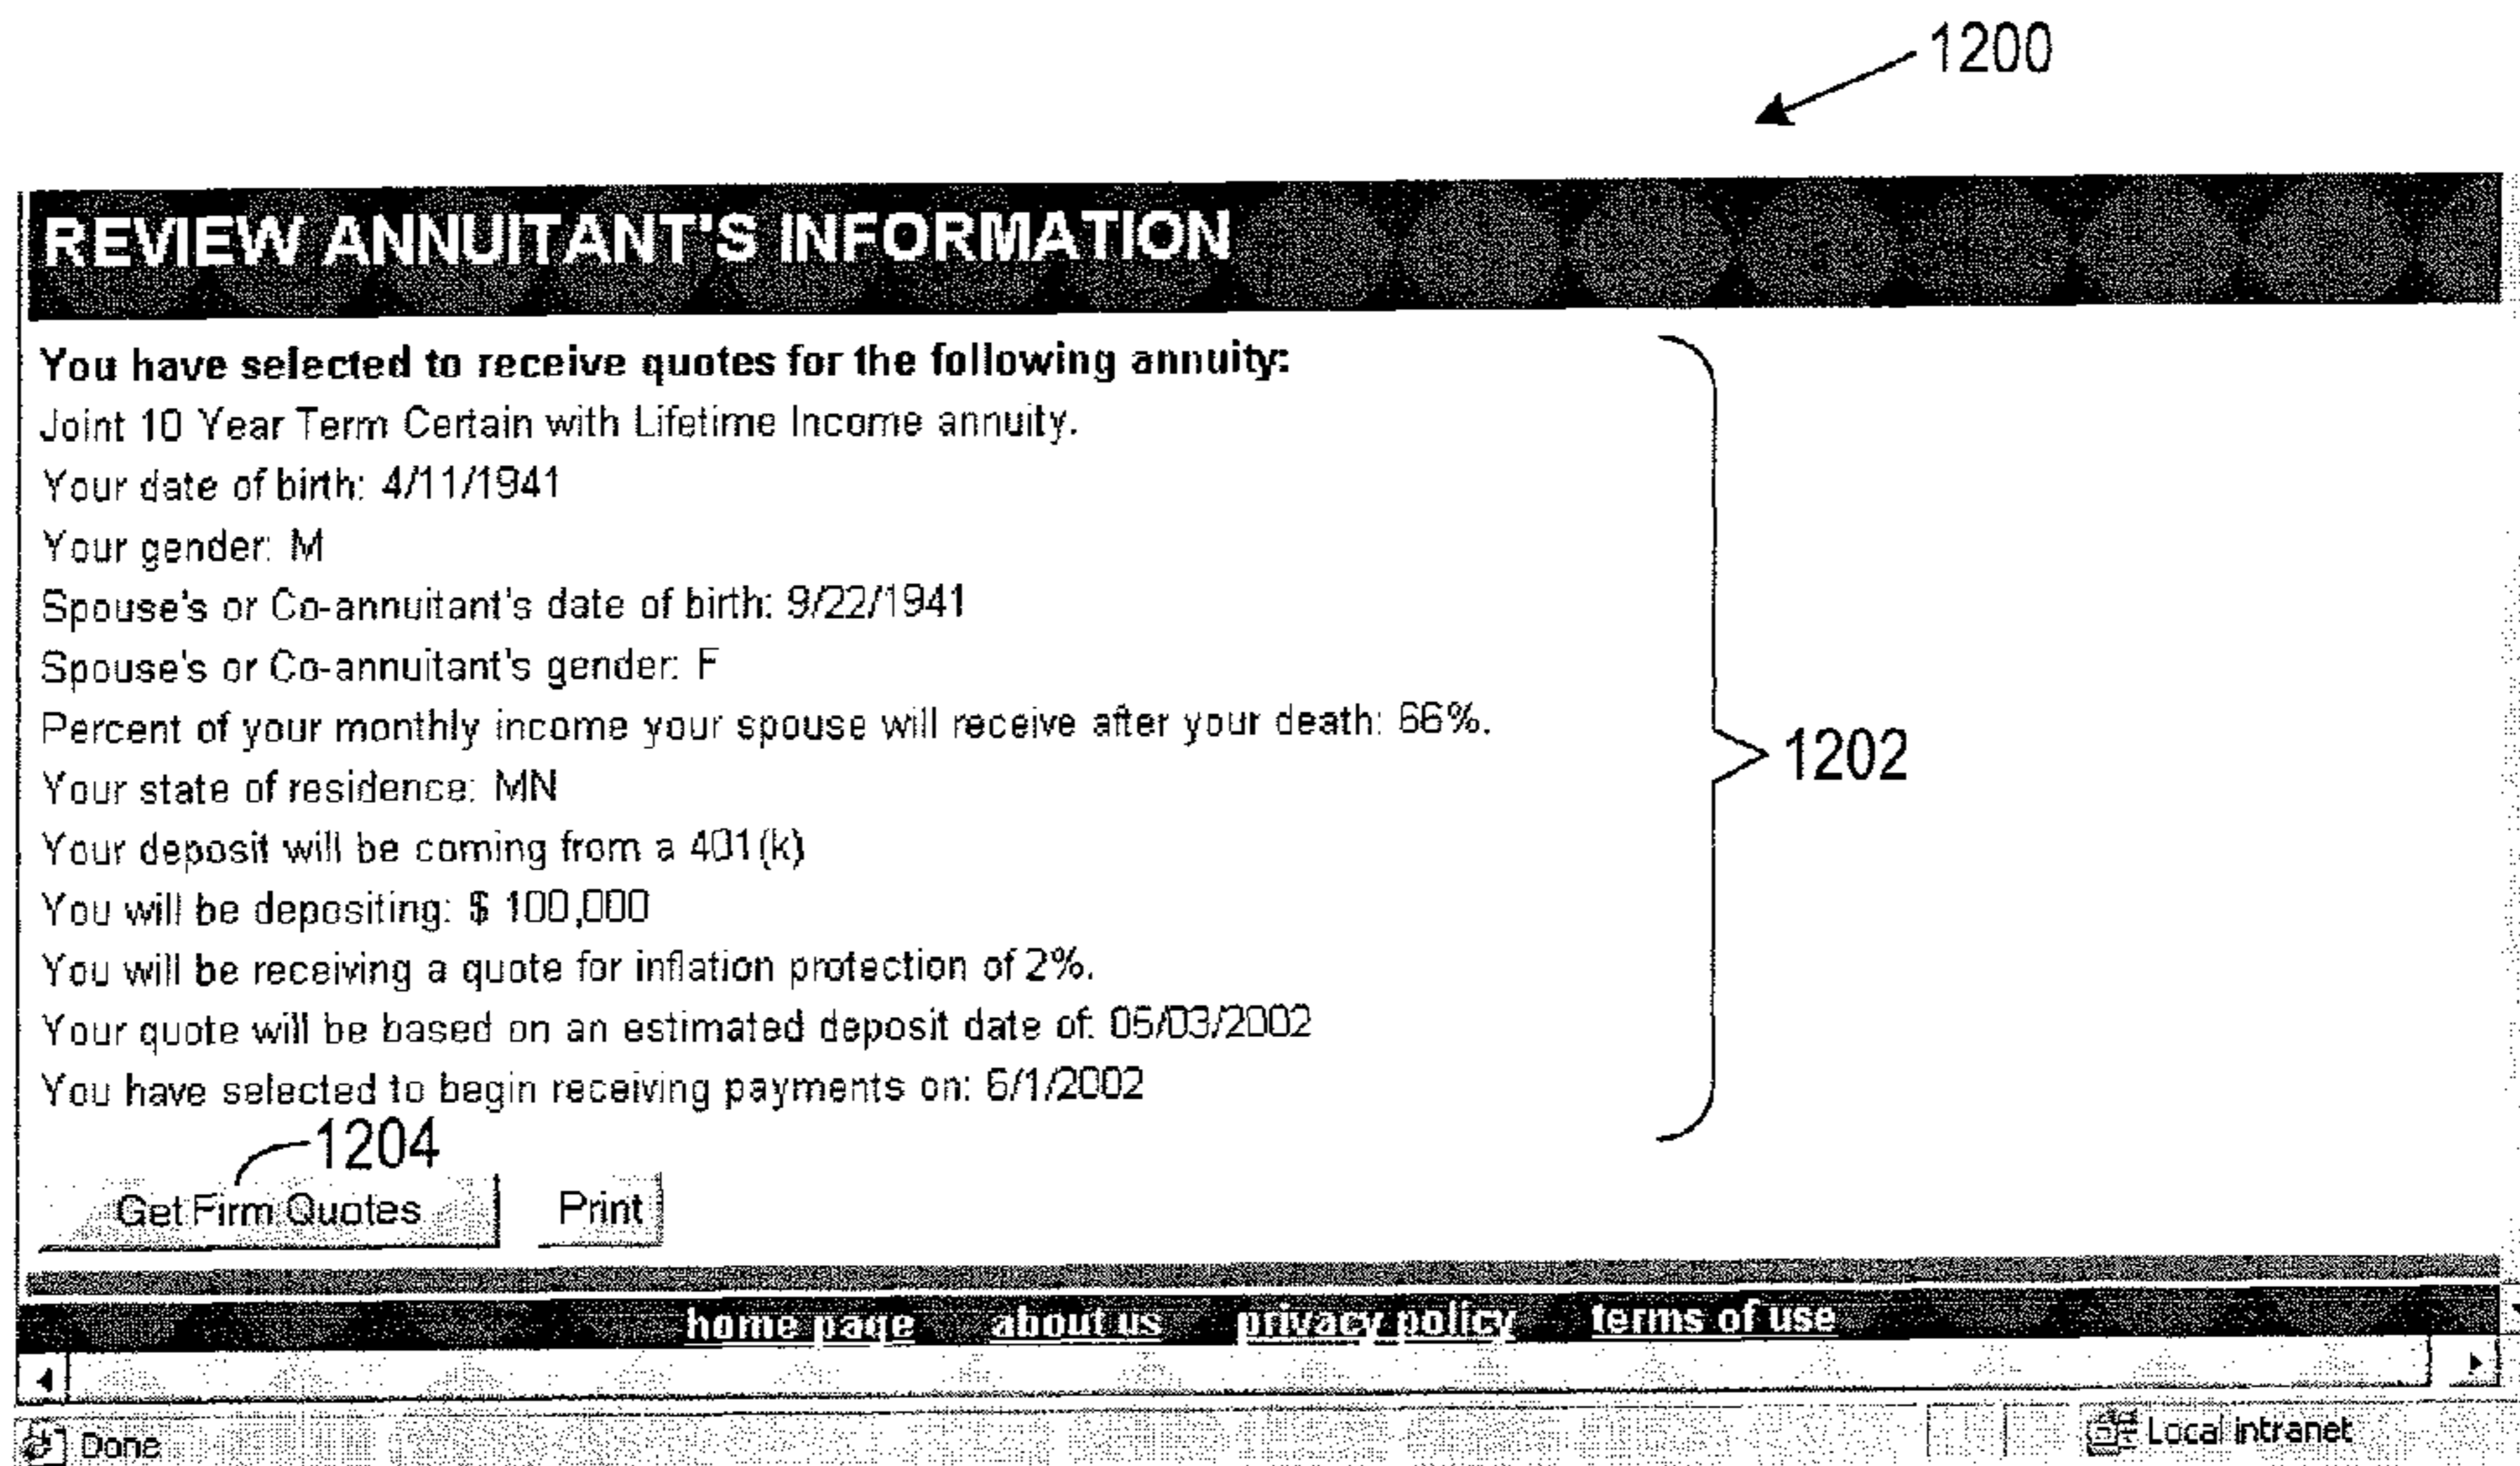 1200
REVIEW ANNUITANT'S INFORMATION
You have selected to receive quotes for the following annuity:
Joint 10 Year Term Certain with Lifetime Income annuity.
Your date of birth: 4/11/1941
Your gender: M
Spouse's or Co-annuitant's date of birth: 9/22/1941
Spouse's or Co-annuitant's gender: F
Percent of your monthly income your spouse will receive after your death: 66%.
1202
Your state of residence: MN
Your deposit will be coming from a 401(k)
You will be depositing: $ 100,000
You will be receiving a quote for inflation protection of 2%.
Your quote will be based on an estimated deposit date of:
You have selected to begin receiving payments on: 6/1/2002
1204
Get Firm Quotes Print
home page about us privacy policy terms of use
Done Local intranet